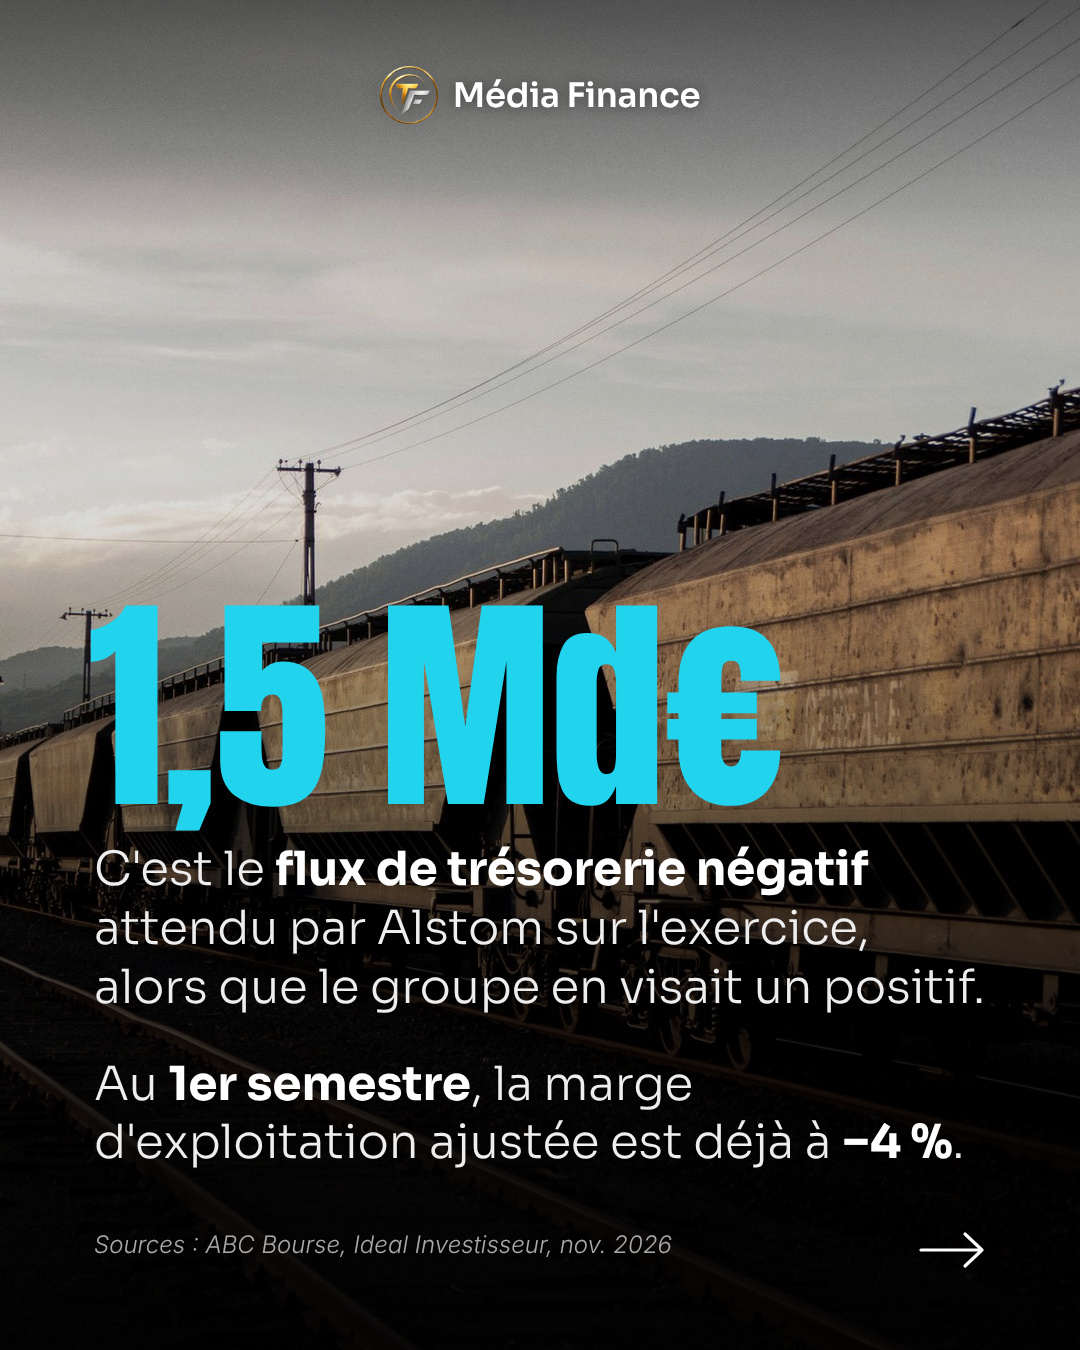 TF Média Finance
1,5 Md€
C'est le flux de trésorerie négatif
attendu par Alstom sur l'exercice,
alors que le groupe en visait un positif.
Au 1er semestre, la marge
d'exploitation ajustée est déjà à –4 %.
Sources : ABC Bourse, Ideal Investisseur, nov. 2026